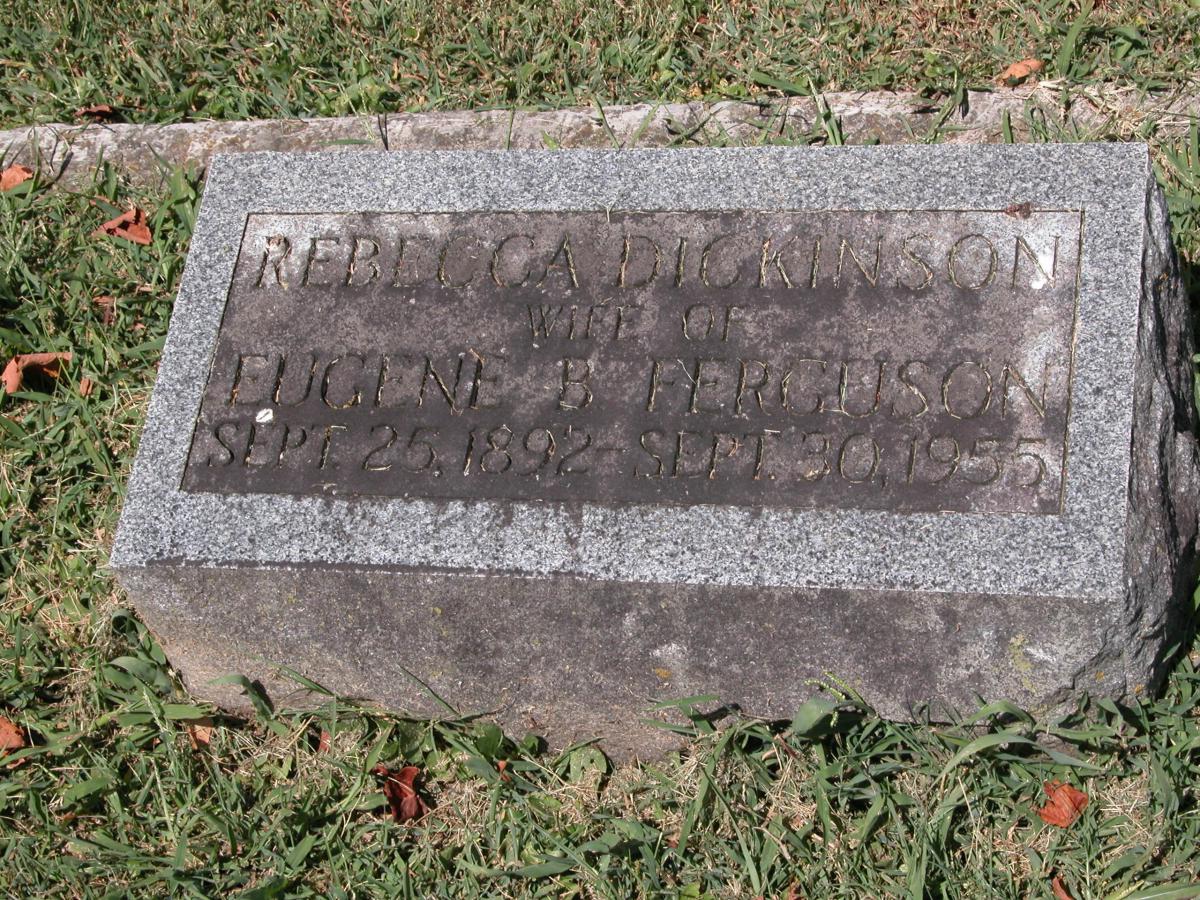 REBECCA DICKINSON
WIFE OF
EUGENE B FERGUSON
SEPT. 25, 1892 - SEPT. 30, 1955